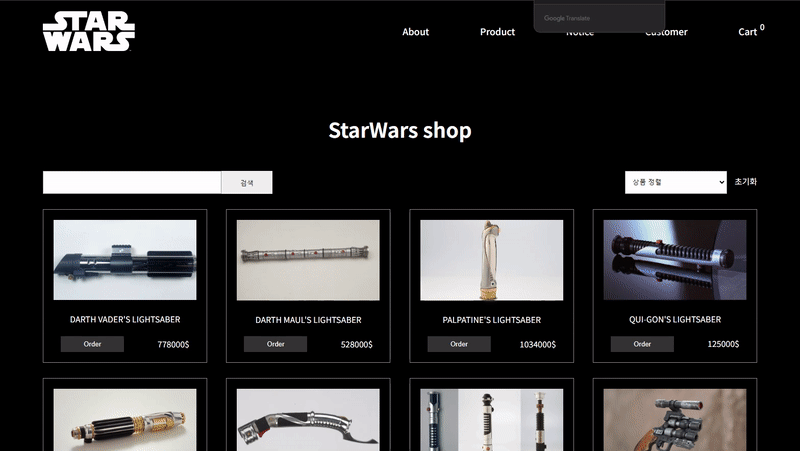 STAR
WARS
About
Product
Notice
Customer
Cart 0
Google Translate
StarWars shop
검색
상품 정렬
초기화
DARTH VADER'S LIGHTSABER
Order 778000$
DARTH MAUL'S LIGHTSABER
Order 528000$
PALPATINE'S LIGHTSABER
Order 1034000$
QUI-GON'S LIGHTSABER
Order 125000$